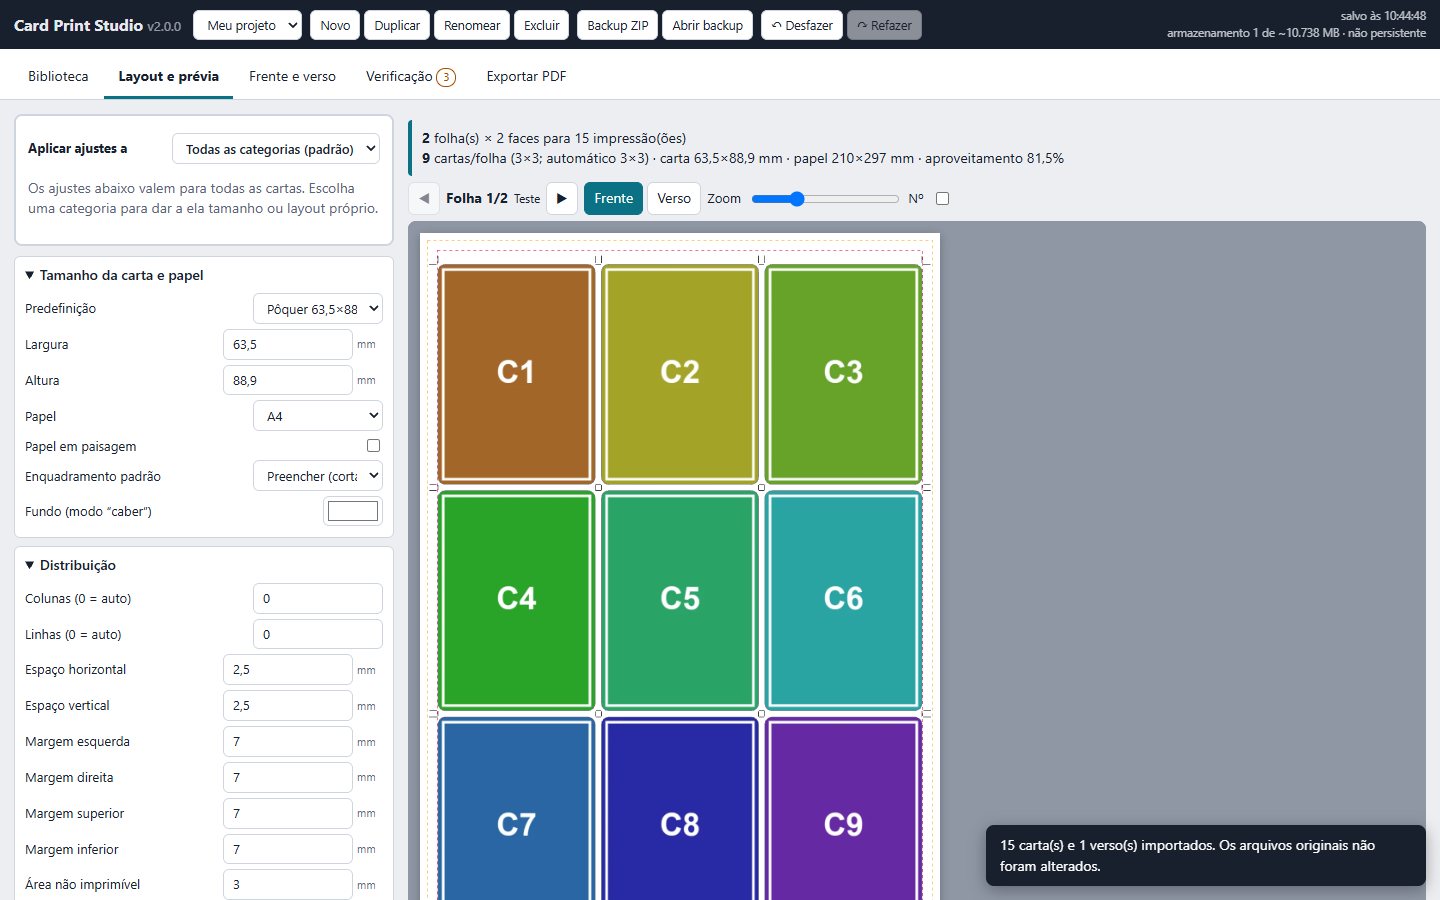 Card Print Studio v2.0.0
Meu projeto
Novo
Duplicar
Renomear
Excluir
Backup ZIP
Abrir backup
↶ Desfazer
↷ Refazer
salvo às 10:44:48
armazenamento 1 de ~10.738 MB · não persistente
Biblioteca
Layout e prévia
Frente e verso
Verificação 3
Exportar PDF
Aplicar ajustes a
Todas as categorias (padrão)
Os ajustes abaixo valem para todas as cartas. Escolha
uma categoria para dar a ela tamanho ou layout próprio.
▼ Tamanho da carta e papel
Predefinição
Pôquer 63,5×88
Largura
63,5 mm
Altura
88,9 mm
Papel
A4
Papel em paisagem
Enquadramento padrão
Preencher (corta
Fundo (modo “caber”)
▼ Distribuição
Colunas (0 = auto)
0
Linhas (0 = auto)
0
Espaço horizontal
2,5 mm
Espaço vertical
2,5 mm
Margem esquerda
7 mm
Margem direita
7 mm
Margem superior
7 mm
Margem inferior
7 mm
Área não imprimível
3 mm
2 folha(s) × 2 faces para 15 impressão(ões)
9 cartas/folha (3×3; automático 3×3) · carta 63,5×88,9 mm · papel 210×297 mm · aproveitamento 81,5%
◀ Folha 1/2 Teste ▶ Frente Verso Zoom Nº
C1
C2
C3
C4
C5
C6
C7
C8
C9
15 carta(s) e 1 verso(s) importados. Os arquivos originais não
foram alterados.